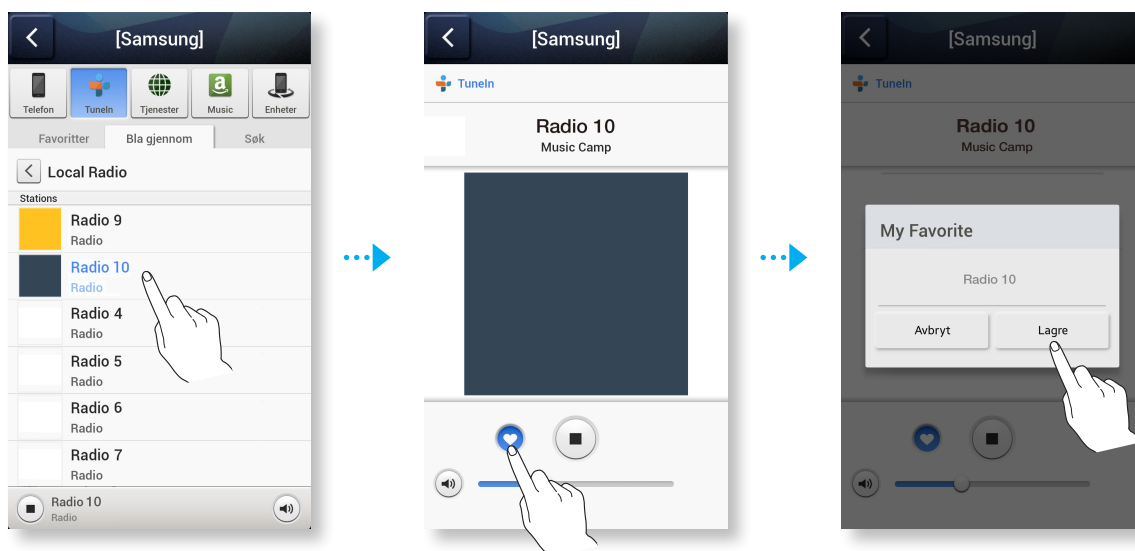 [Samsung]
Telefon
TuneIn
Tjenester
Music
Enheter
Favoritter
Bla gjennom
Søk
Local Radio
Stations
Radio 9
Radio
Radio 10
Radio
Radio 4
Radio
Radio 5
Radio
Radio 6
Radio
Radio 7
Radio
Radio 10
Radio
[Samsung]
TuneIn
Radio 10
Music Camp
[Samsung]
TuneIn
Radio 10
Music Camp
My Favorite
Radio 10
Avbryt
Lagre